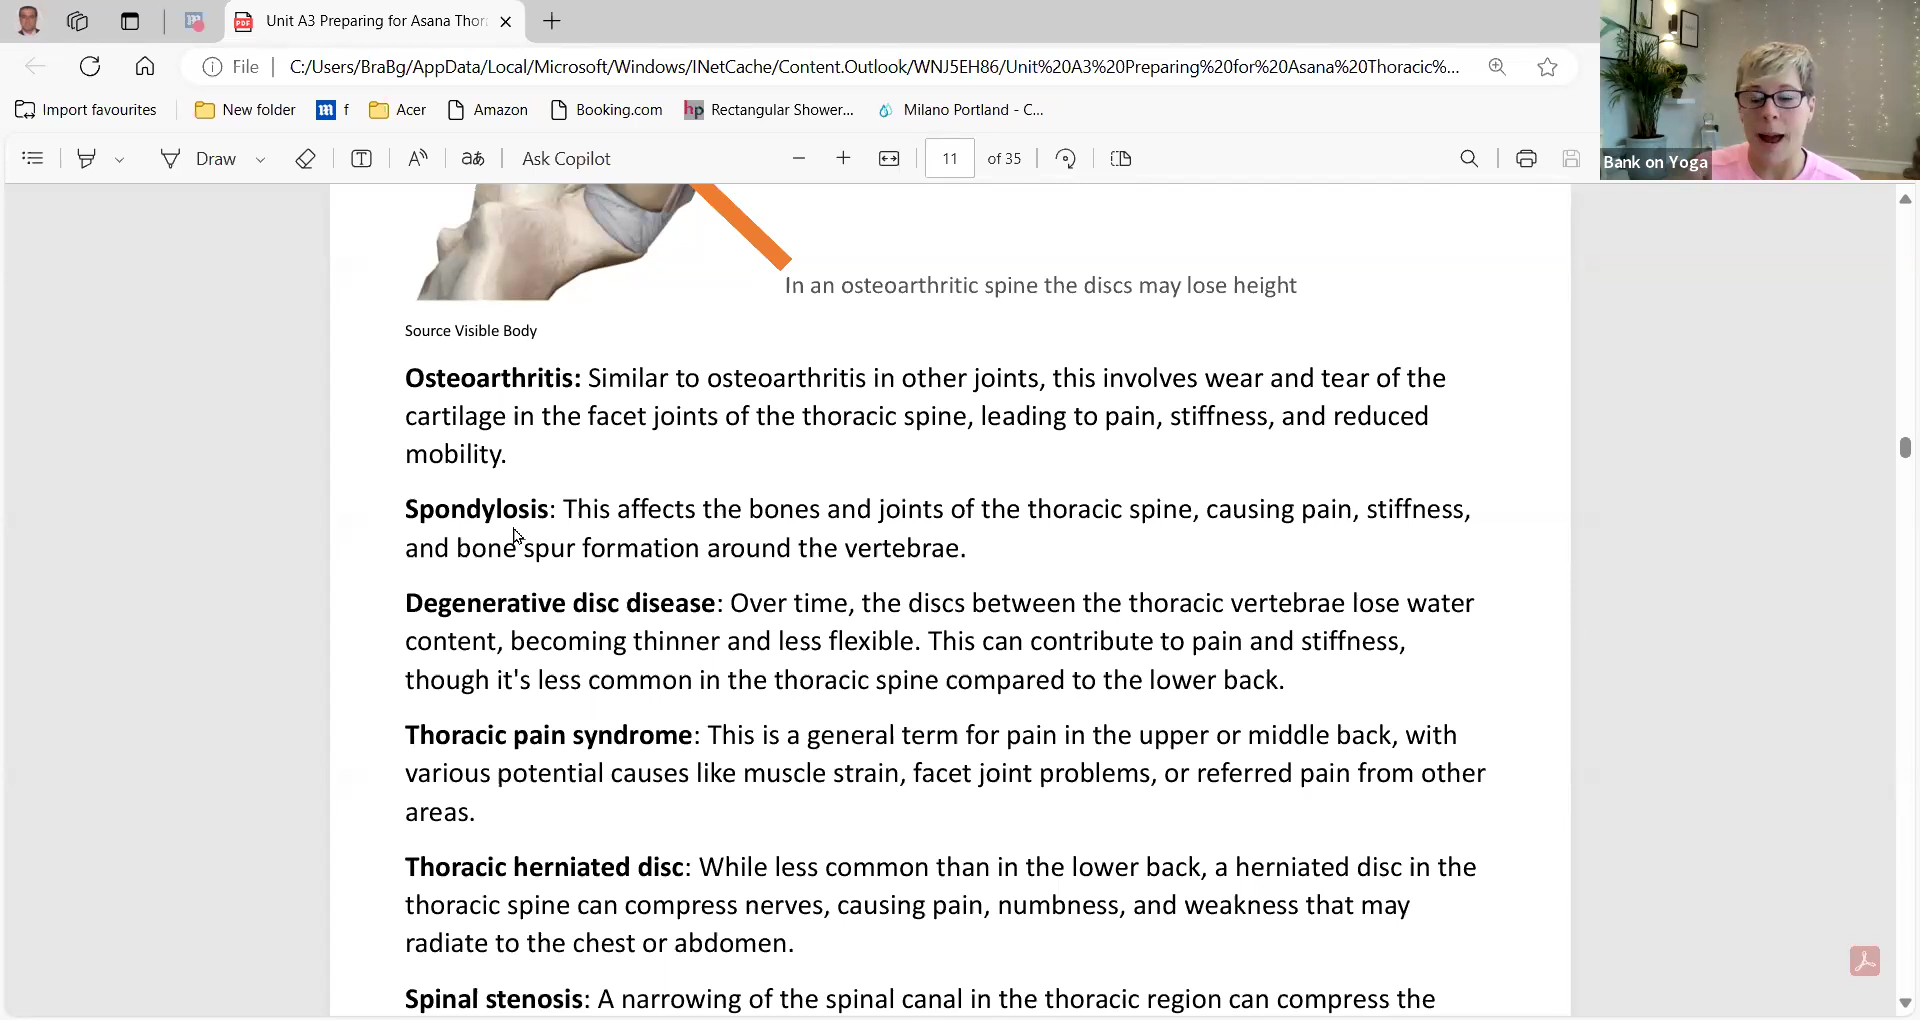 Unit A3 Preparing for Asana Thor
File
C:/Users/BraBg/AppData/Local/Microsoft/Windows/INetCache/Content.Outlook/WNJ5EH86/Unit%20A3%20Preparing%20for%20Asana%20Thoracic%...
Import favourites
New folder
m f
Acer
Amazon
Booking.com
hp Rectangular Shower...
Milano Portland - C...
Draw
T
A
aあ
Ask Copilot
11 of 35
Bank on Yoga
In an osteoarthritic spine the discs may lose height
Source Visible Body
Osteoarthritis: Similar to osteoarthritis in other joints, this involves wear and tear of the
cartilage in the facet joints of the thoracic spine, leading to pain, stiffness, and reduced
mobility.
Spondylosis: This affects the bones and joints of the thoracic spine, causing pain, stiffness,
and bone spur formation around the vertebrae.
Degenerative disc disease: Over time, the discs between the thoracic vertebrae lose water
content, becoming thinner and less flexible. This can contribute to pain and stiffness,
though it's less common in the thoracic spine compared to the lower back.
Thoracic pain syndrome: This is a general term for pain in the upper or middle back, with
various potential causes like muscle strain, facet joint problems, or referred pain from other
areas.
Thoracic herniated disc: While less common than in the lower back, a herniated disc in the
thoracic spine can compress nerves, causing pain, numbness, and weakness that may
radiate to the chest or abdomen.
Spinal stenosis: A narrowing of the spinal canal in the thoracic region can compress the